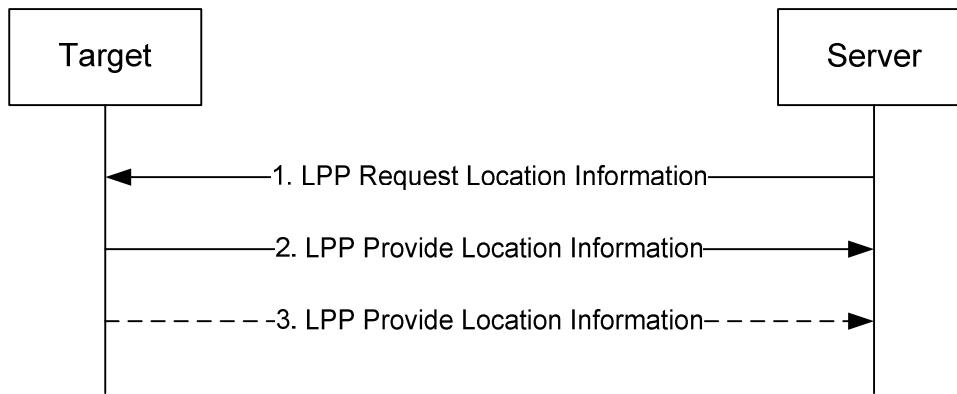 Target
Server
1. LPP Request Location Information
2. LPP Provide Location Information
3. LPP Provide Location Information